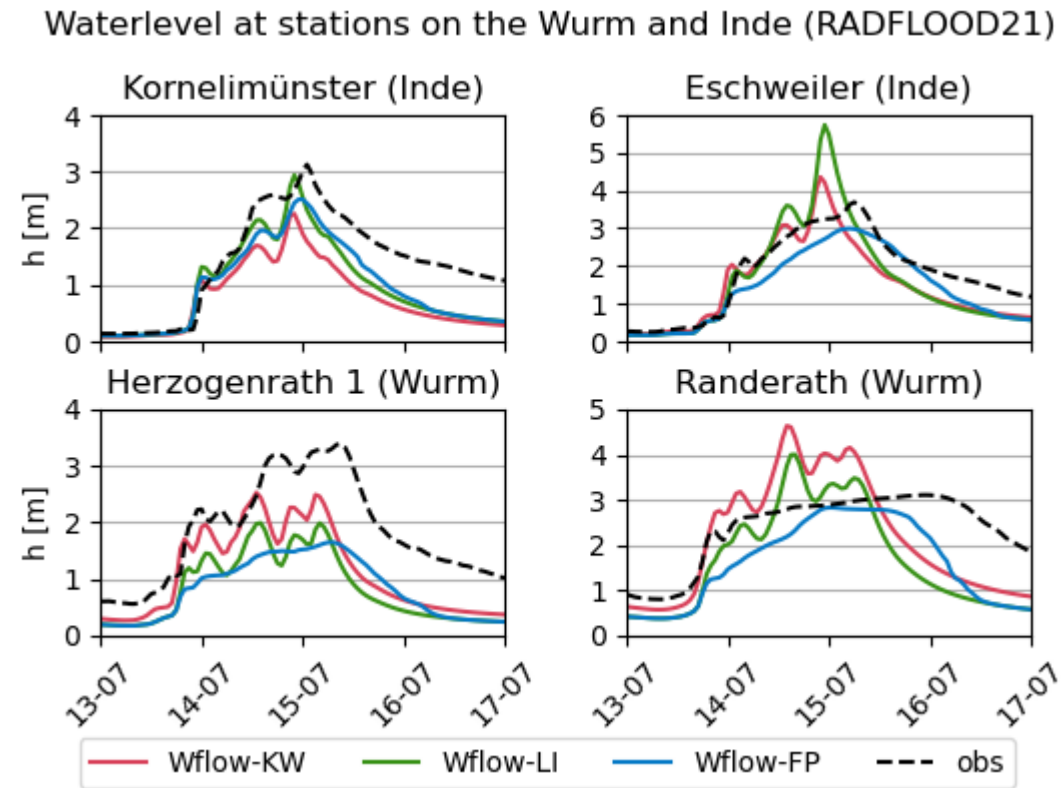 Waterlevel at stations on the Wurm and Inde (RADFLOOD21)
Kornelimünster (Inde)
Eschweiler (Inde)
h [m]
4
3
2
1
0
6
5
4
3
2
1
0
Herzogenrath 1 (Wurm)
Randerath (Wurm)
h [m]
4
3
2
1
0
5
4
3
2
1
0
13-07 14-07 15-07 16-07 17-07
13-07 14-07 15-07 16-07 17-07
Wflow-KW Wflow-LI Wflow-FP obs